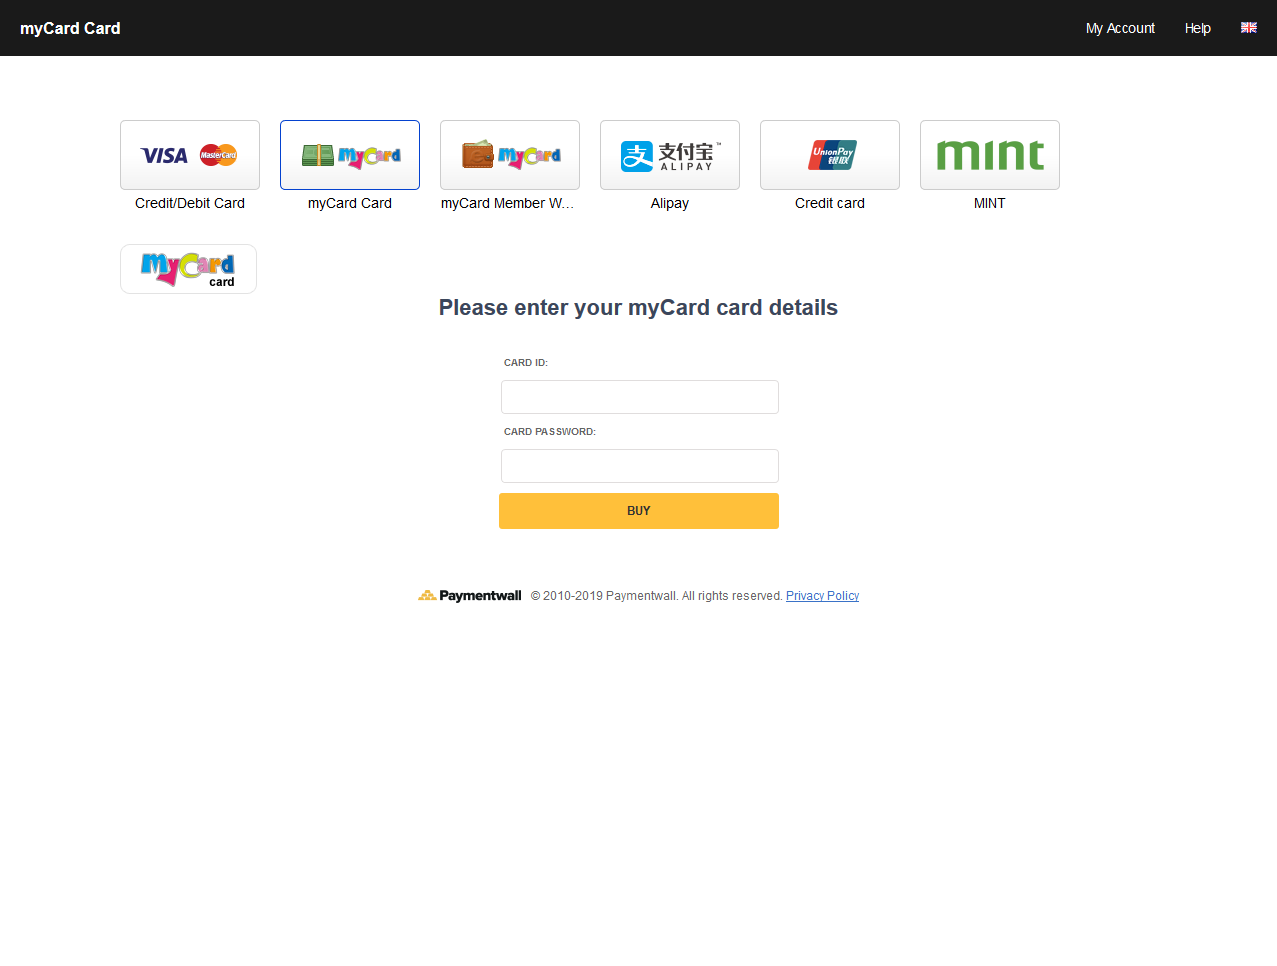 myCard Card
My Account
Help
VISA
MasterCard
MyCard
MyCard
支付宝™
ALIPAY
UnionPay
银联
mint
Credit/Debit Card
myCard Card
myCard Member W...
Alipay
Credit card
MINT
MyCard
card
Please enter your myCard card details
CARD ID:
CARD PASSWORD:
BUY
Paymentwall © 2010-2019 Paymentwall. All rights reserved. Privacy Policy